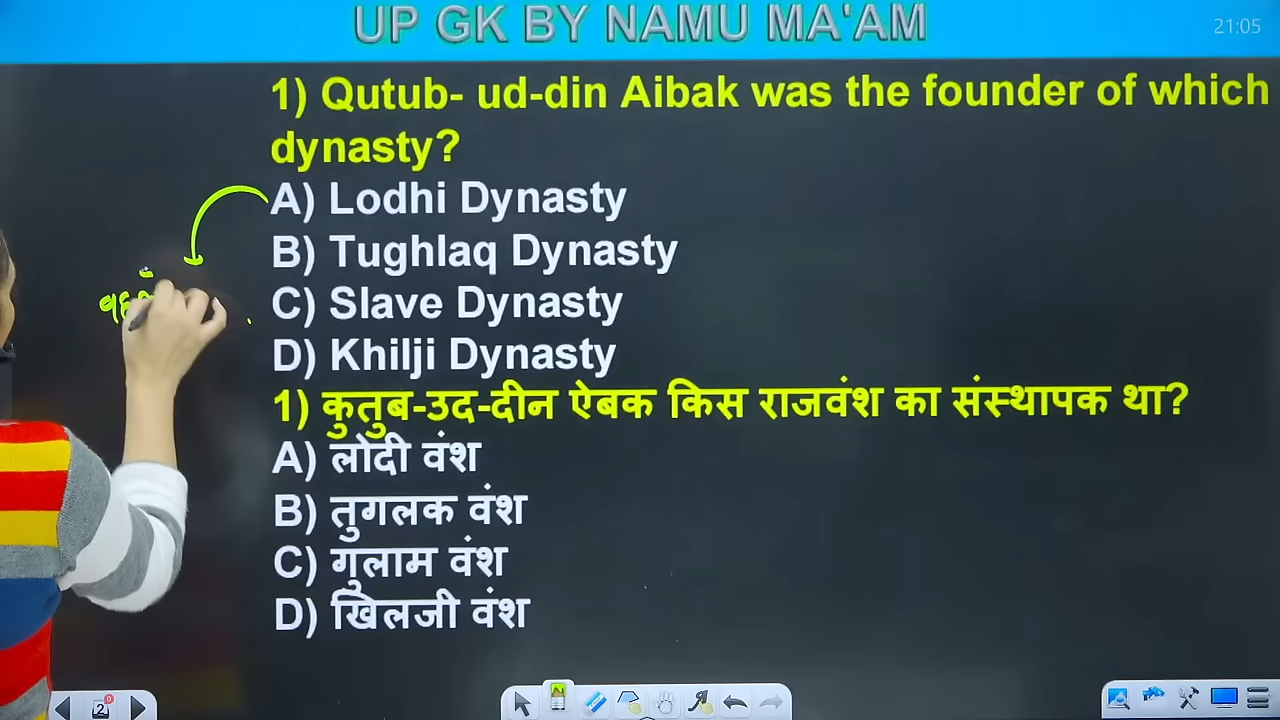 UP GK BY NAMU MA'AM
21:05
1) Qutub- ud-din Aibak was the founder of which
dynasty?
A) Lodhi Dynasty
B) Tughlaq Dynasty
C) Slave Dynasty
D) Khilji Dynasty
1) कुतुब-उद-दीन ऐबक किस राजवंश का संस्थापक था?
A) लोदी वंश
B) तुगलक वंश
C) गुलाम वंश
D) खिलजी वंश
2